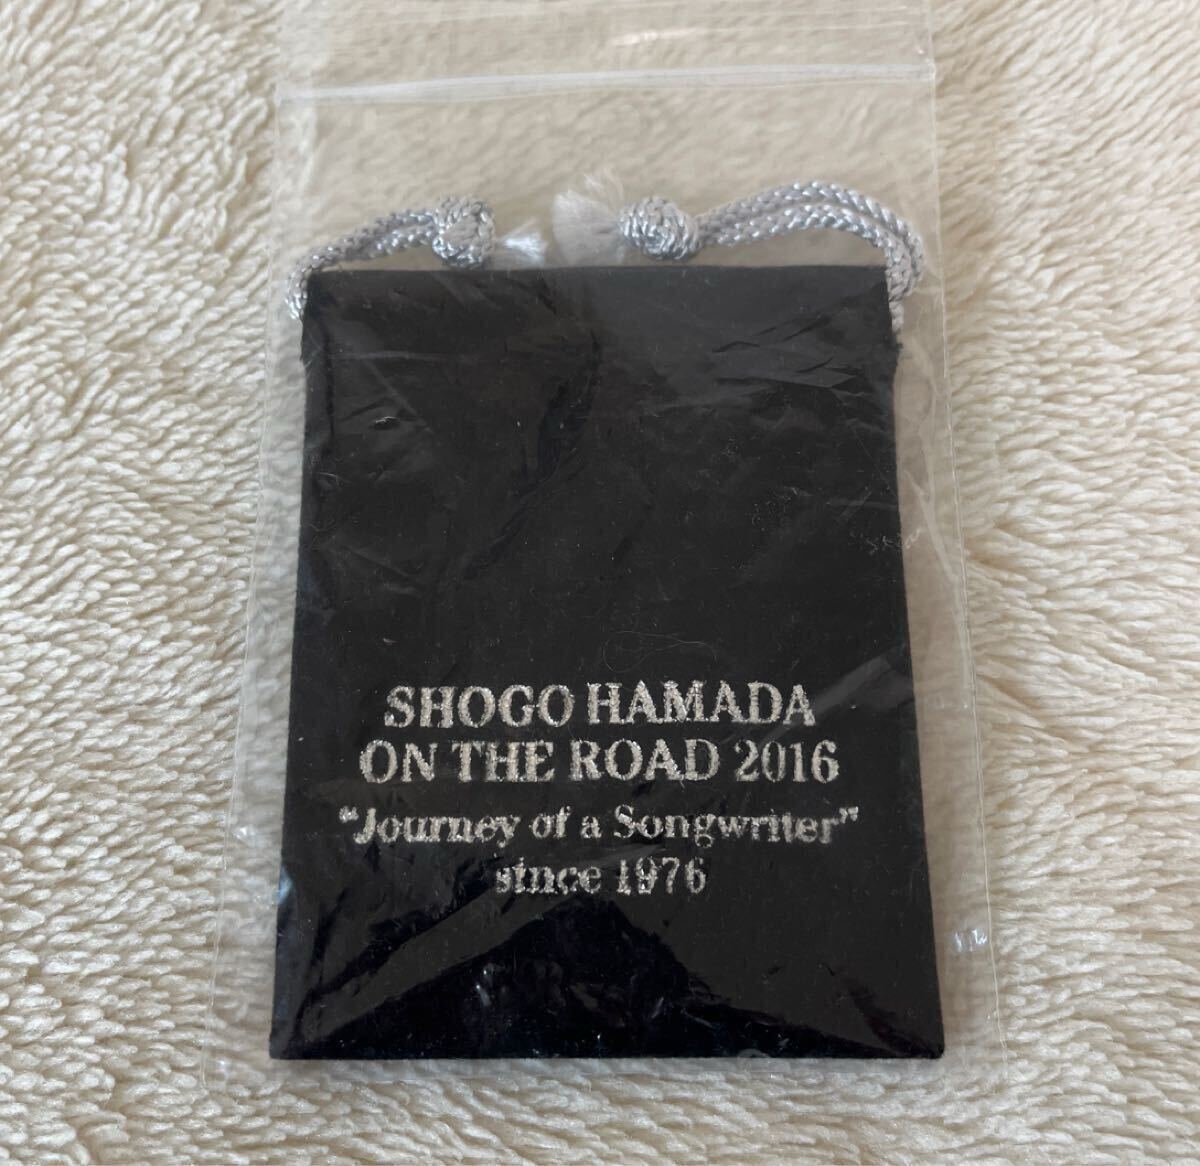 SHOGO HAMADA
ON THE ROAD 2016
“Journey of a Songwriter”
since 1976